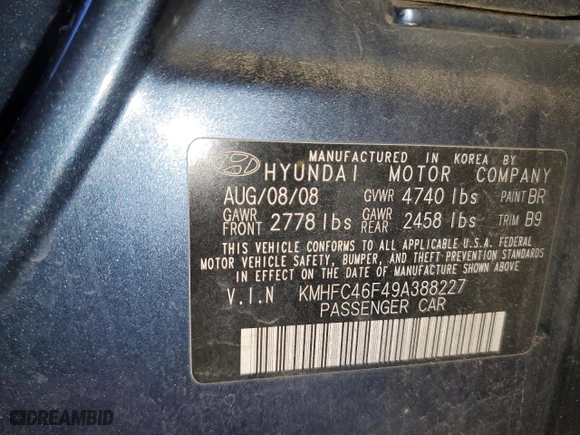 MANUFACTURED IN KOREA BY
HYUNDAI MOTOR COMPANY
AUG/08/08 GVWR 4740 lbs PAINT BR
GAWR FRONT 2778 lbs GAWR REAR 2458 lbs TRIM B9
THIS VEHICLE CONFORMS TO ALL APPLICABLE U.S.A. FEDERAL
MOTOR VEHICLE SAFETY, BUMPER, AND THEFT PREVENTION STANDARDS
IN EFFECT ON THE DATE OF MANUFACTURE SHOWN ABOVE
V.I.N KMHFC46F49A388227
PASSENGER CAR
DREAMBID